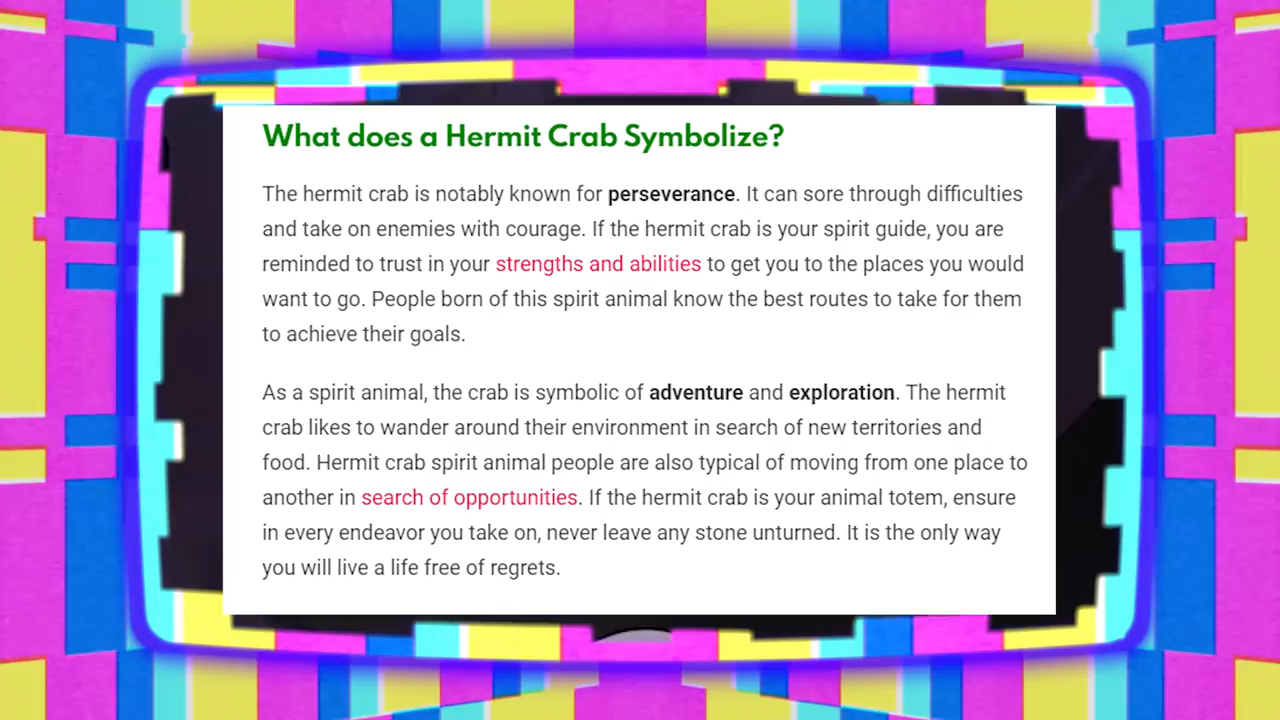 What does a Hermit Crab Symbolize?
The hermit crab is notably known for perseverance. It can sore through difficulties
and take on enemies with courage. If the hermit crab is your spirit guide, you are
reminded to trust in your strengths and abilities to get you to the places you would
want to go. People born of this spirit animal know the best routes to take for them
to achieve their goals.
As a spirit animal, the crab is symbolic of adventure and exploration. The hermit
crab likes to wander around their environment in search of new territories and
food. Hermit crab spirit animal people are also typical of moving from one place to
another in search of opportunities. If the hermit crab is your animal totem, ensure
in every endeavor you take on, never leave any stone unturned. It is the only way
you will live a life free of regrets.